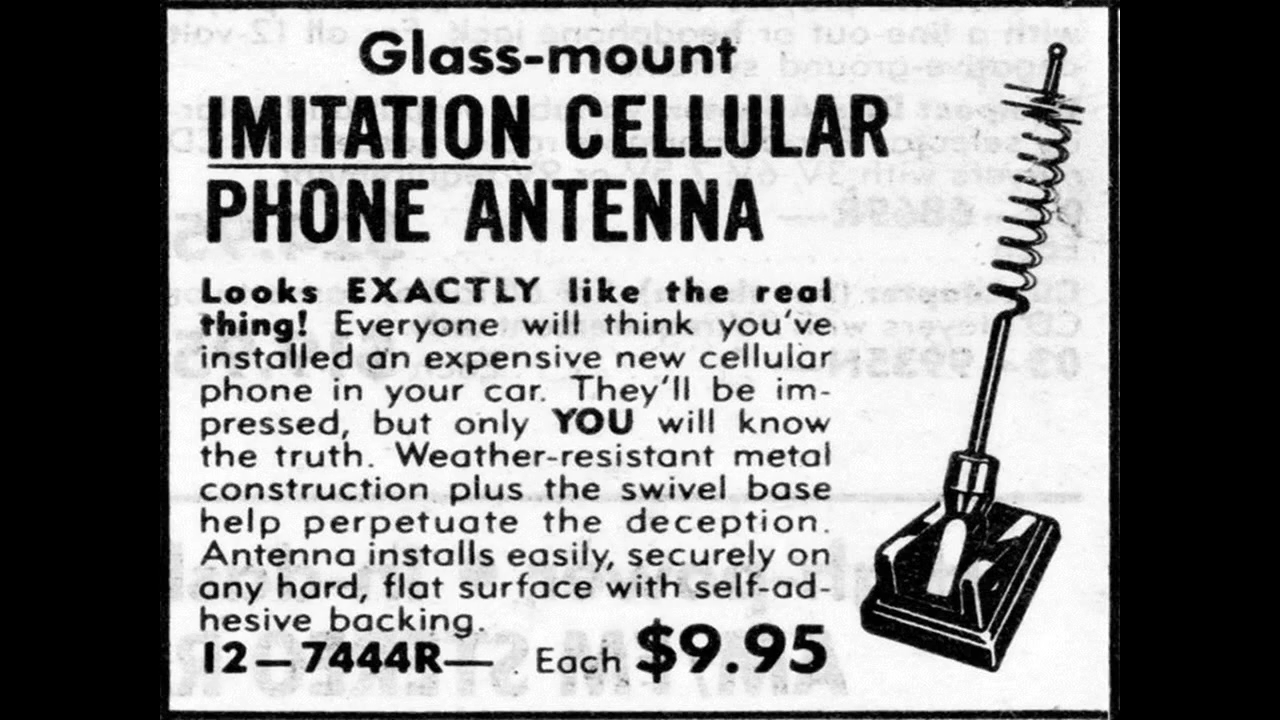 Glass-mount
IMITATION CELLULAR
PHONE ANTENNA
Looks EXACTLY like the real
thing! Everyone will think you've
installed an expensive new cellular
phone in your car. They'll be im-
pressed, but only YOU will know
the truth. Weather-resistant metal
construction plus the swivel base
help perpetuate the deception.
Antenna installs easily, securely on
any hard, flat surface with self-ad-
hesive backing.
12—7444R— . Each $9.95